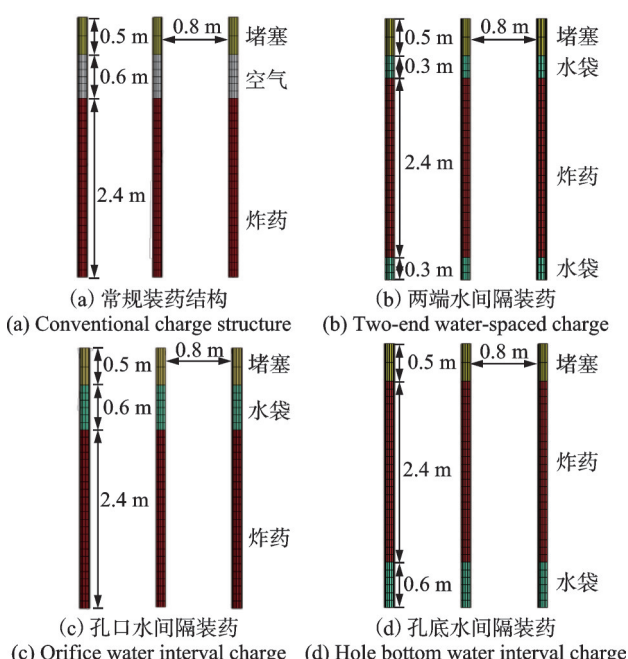 0.8 m
0.5 m 堵塞
0.6 m 空气
2.4 m 炸药
(a) 常规装药结构
(a) Conventional charge structure
0.8 m
0.5 m 堵塞
0.3 m 水袋
2.4 m 炸药
0.3 m 水袋
(b) 两端水间隔装药
(b) Two-end water-spaced charge
0.8 m
0.5 m 堵塞
0.6 m 水袋
2.4 m 炸药
(c) 孔口水间隔装药
(c) Orifice water interval charge
0.8 m
0.5 m 堵塞
2.4 m 炸药
0.6 m 水袋
(d) 孔底水间隔装药
(d) Hole bottom water interval charge